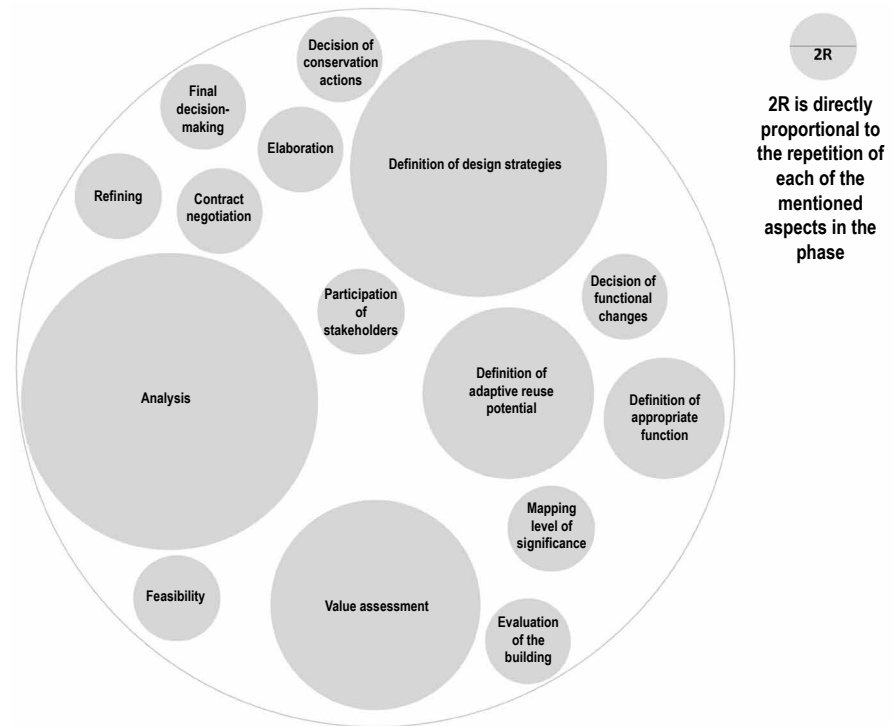 Decision of
conservation
actions
Final
decision-
making
Elaboration
Definition of design strategies
Refining
Contract
negotiation
Participation
of
stakeholders
Decision of
functional
changes
Analysis
Definition of
adaptive reuse
potential
Definition of
appropriate
function
Mapping
level of
significance
Feasibility
Value assessment
Evaluation
of the
building
2R
2R is directly
proportional to
the repetition of
each of the
mentioned
aspects in the
phase